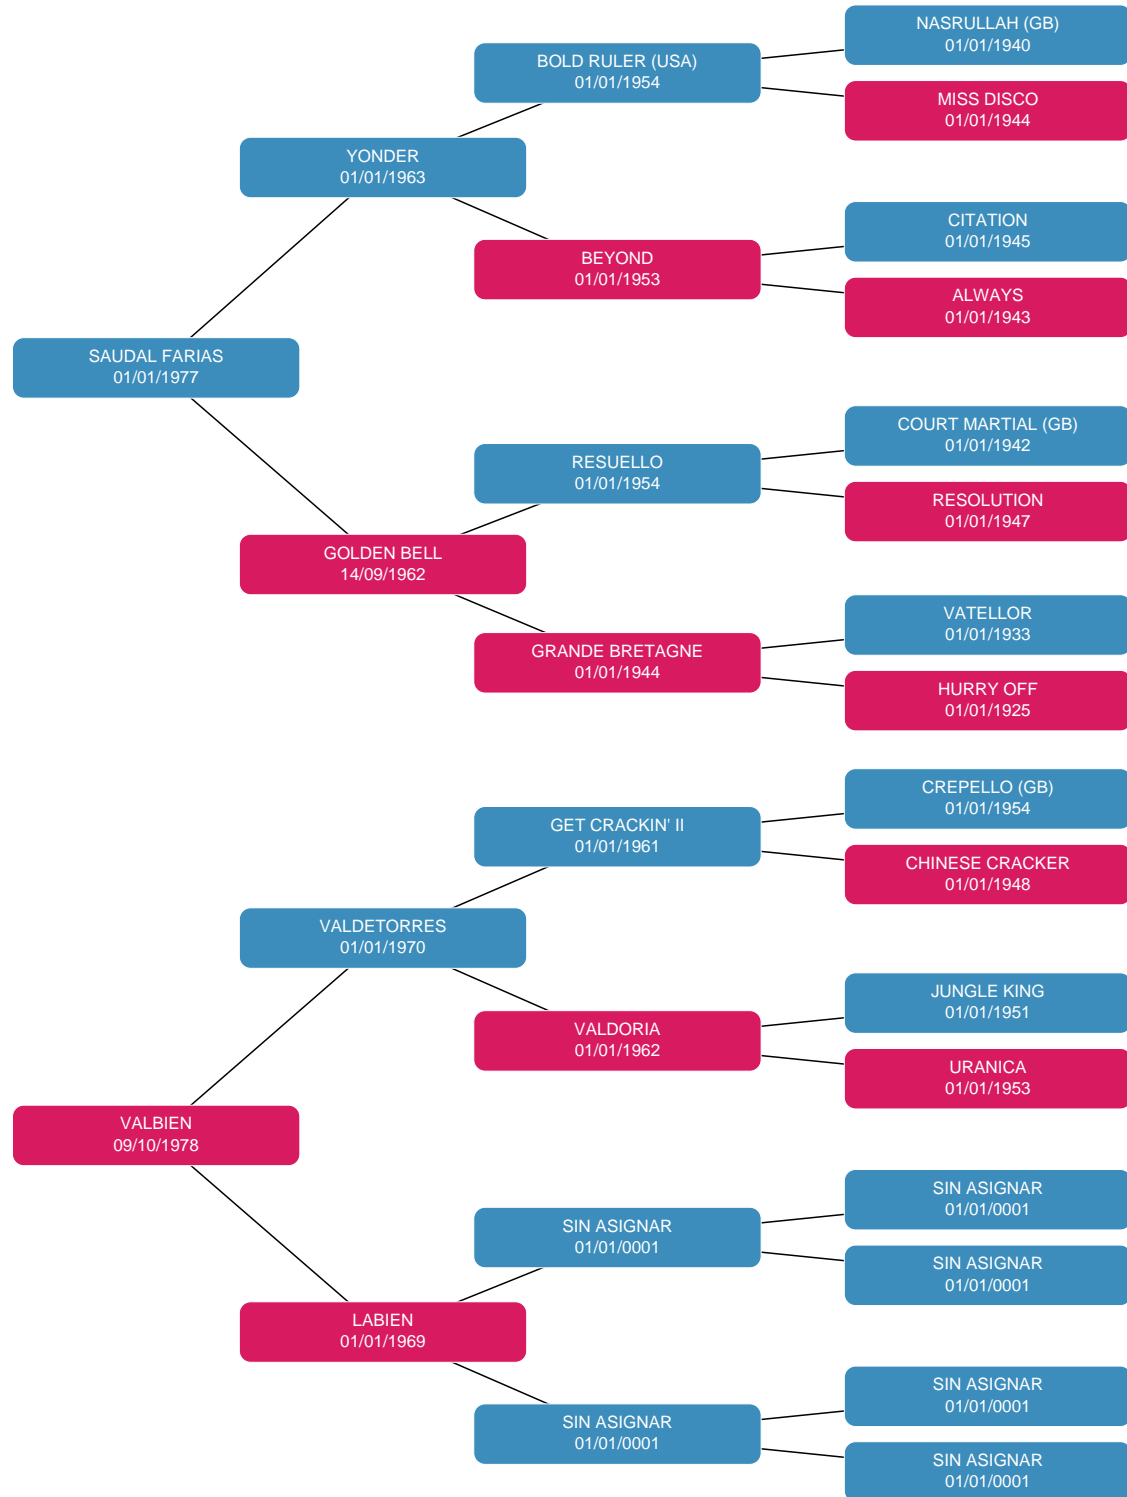 NASRULLAH (GB)
01/01/1940
BOLD RULER (USA)
01/01/1954
MISS DISCO
01/01/1944
YONDER
01/01/1963
CITATION
01/01/1945
BEYOND
01/01/1953
ALWAYS
01/01/1943
SAUDAL FARIAS
01/01/1977
COURT MARTIAL (GB)
01/01/1942
RESUELLO
01/01/1954
RESOLUTION
01/01/1947
GOLDEN BELL
14/09/1962
VATELLOR
01/01/1933
GRANDE BRETAGNE
01/01/1944
HURRY OFF
01/01/1925
CREPELLO (GB)
01/01/1954
GET CRACKIN' II
01/01/1961
CHINESE CRACKER
01/01/1948
VALDETORRES
01/01/1970
JUNGLE KING
01/01/1951
VALDORIA
01/01/1962
URANICA
01/01/1953
VALBIEN
09/10/1978
SIN ASIGNAR
01/01/0001
SIN ASIGNAR
01/01/0001
SIN ASIGNAR
01/01/0001
LABIEN
01/01/1969
SIN ASIGNAR
01/01/0001
SIN ASIGNAR
01/01/0001
SIN ASIGNAR
01/01/0001